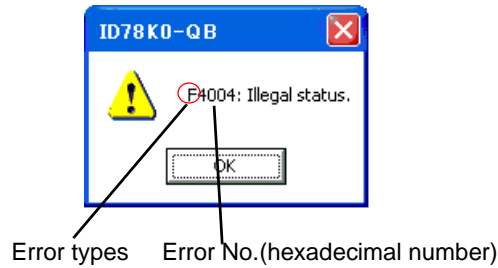 ID78K0-QB
F4004: Illegal status.
OK
Error types Error No.(hexadecimal number)